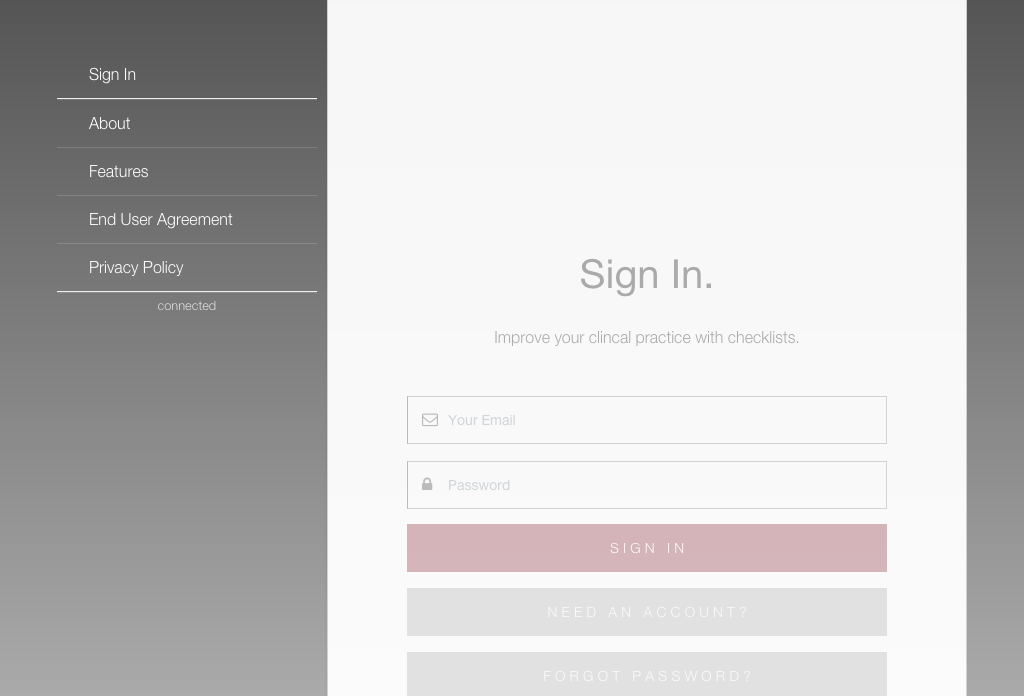 Sign In
About
Features
End User Agreement
Privacy Policy
connected
Sign In.
Improve your clincal practice with checklists.
Your Email
Password
SIGN IN
NEED AN ACCOUNT?
FORGOT PASSWORD?